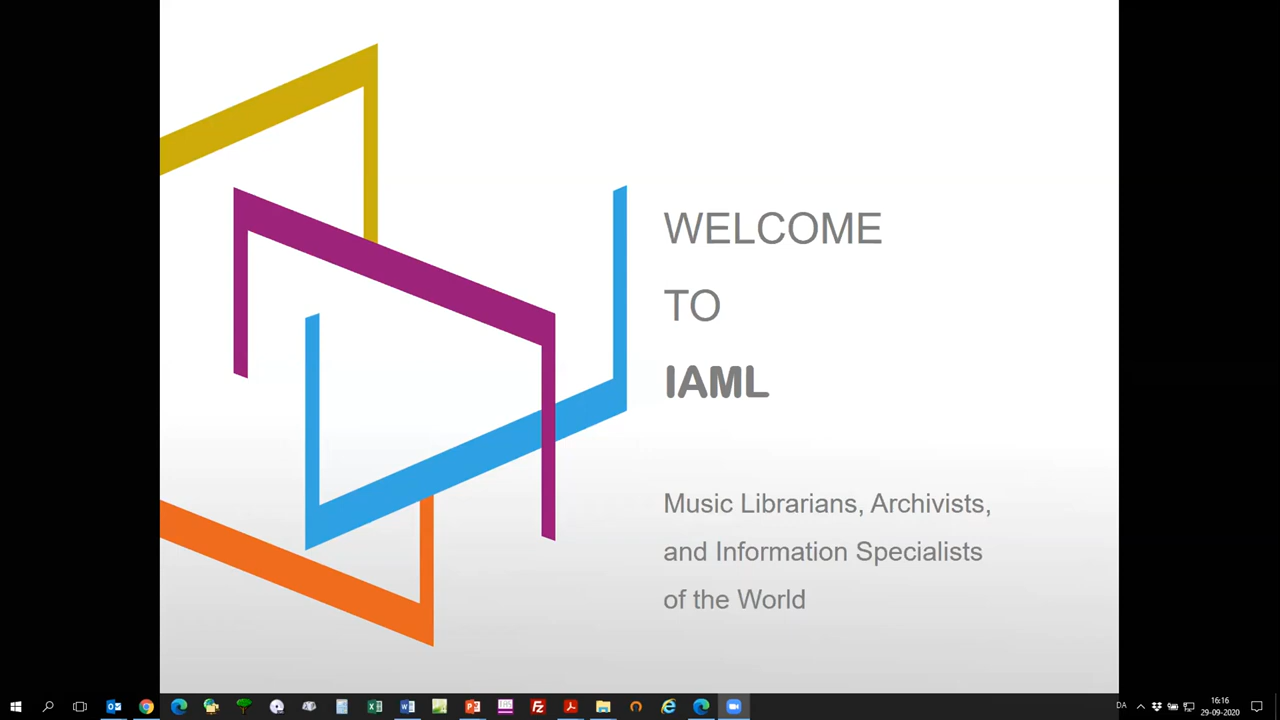 WELCOME
TO
IAML
Music Librarians, Archivists,
and Information Specialists
of the World
DA
16:16
29-09-2020